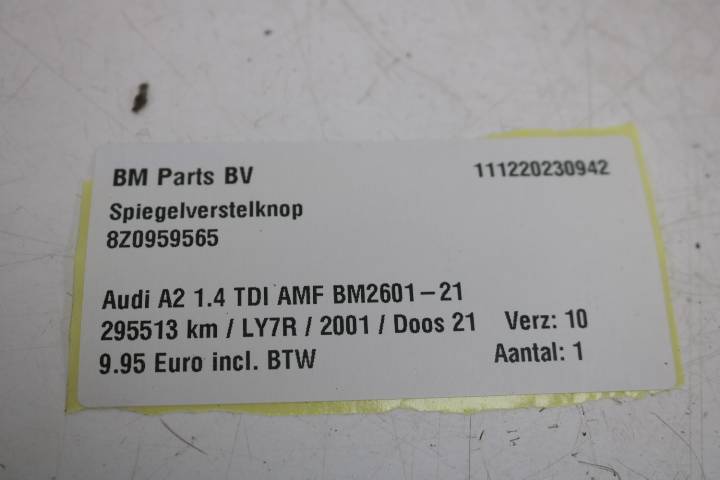 BM Parts BV 111220230942
Spiegelverstelknop
8Z0959565
Audi A2 1.4 TDI AMF BM2601-21
295513 km / LY7R / 2001 / Doos 21 Verz: 10
9.95 Euro incl. BTW Aantal: 1